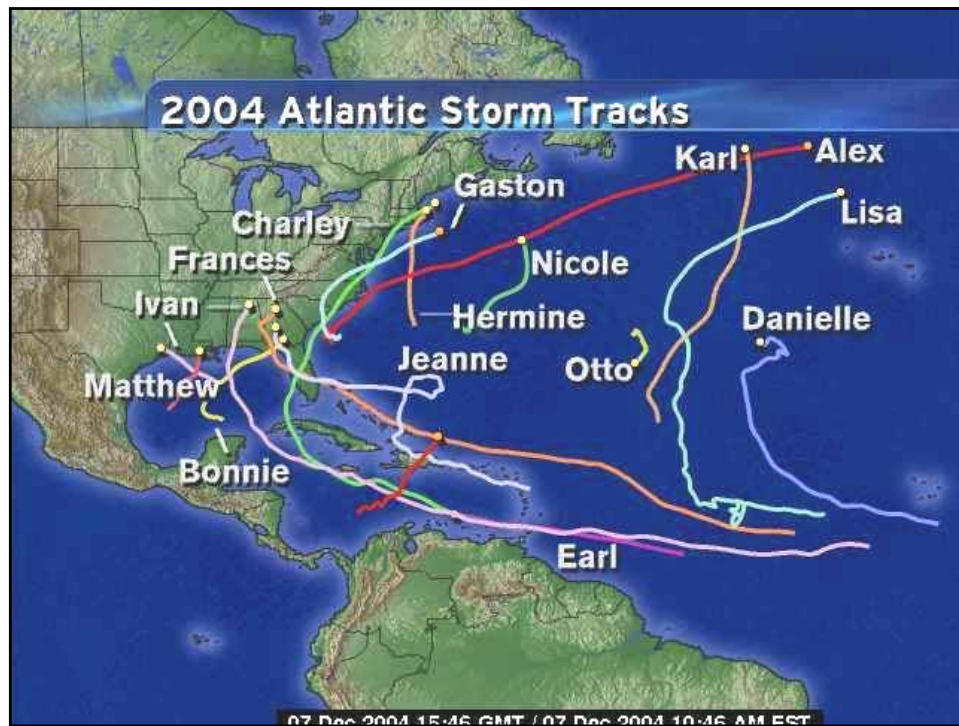 2004 Atlantic Storm Tracks
Karl
Alex
Gaston
Lisa
Charley
Frances
Nicole
Ivan
Hermine
Danielle
Jeanne
Otto
Matthew
Bonnie
Earl
07 Dec 2004 15:46 GMT / 07 Dec 2004 10:46 AM EST